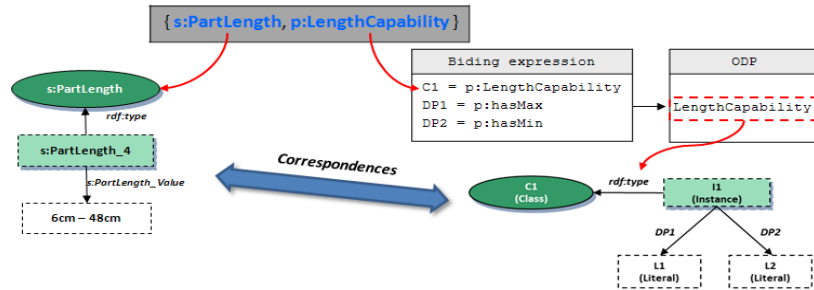 { s:PartLength, p:LengthCapability }
Biding expression
C1 = p:LengthCapability
DP1 = p:hasMax
DP2 = p:hasMin
ODP
LengthCapability
s:PartLength
rdf:type
s:PartLength_4
s:PartLength_Value
6cm – 48cm
Correspondences
C1
(Class)
rdf:type
I1
(Instance)
DP1
DP2
L1
(Literal)
L2
(Literal)